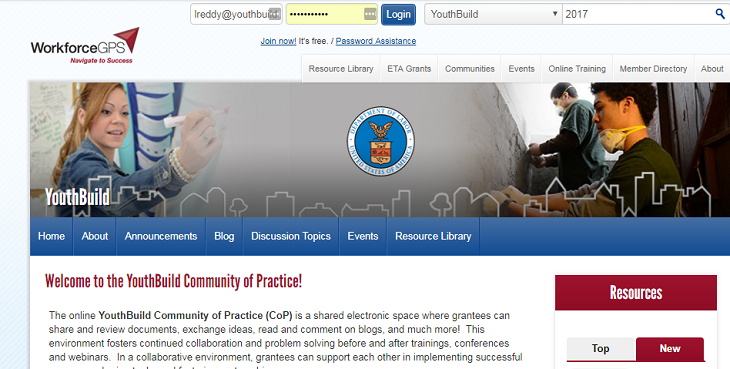 lreddy@youthbui
Login
YouthBuild
2017
WorkforceGPS
Navigate to Success
Join now! It's free. / Password Assistance
Resource Library ETA Grants Communities Events Online Training Member Directory About
DEPARTMENT OF LABOR
UNITED STATES OF AMERICA
YouthBuild
Home About Announcements Blog Discussion Topics Events Resource Library
Welcome to the YouthBuild Community of Practice!
Resources
The online YouthBuild Community of Practice (CoP) is a shared electronic space where grantees can
share and review documents, exchange ideas, read and comment on blogs, and much more! This
environment fosters continued collaboration and problem solving before and after trainings, conferences
and webinars. In a collaborative environment, grantees can support each other in implementing successful
Top New